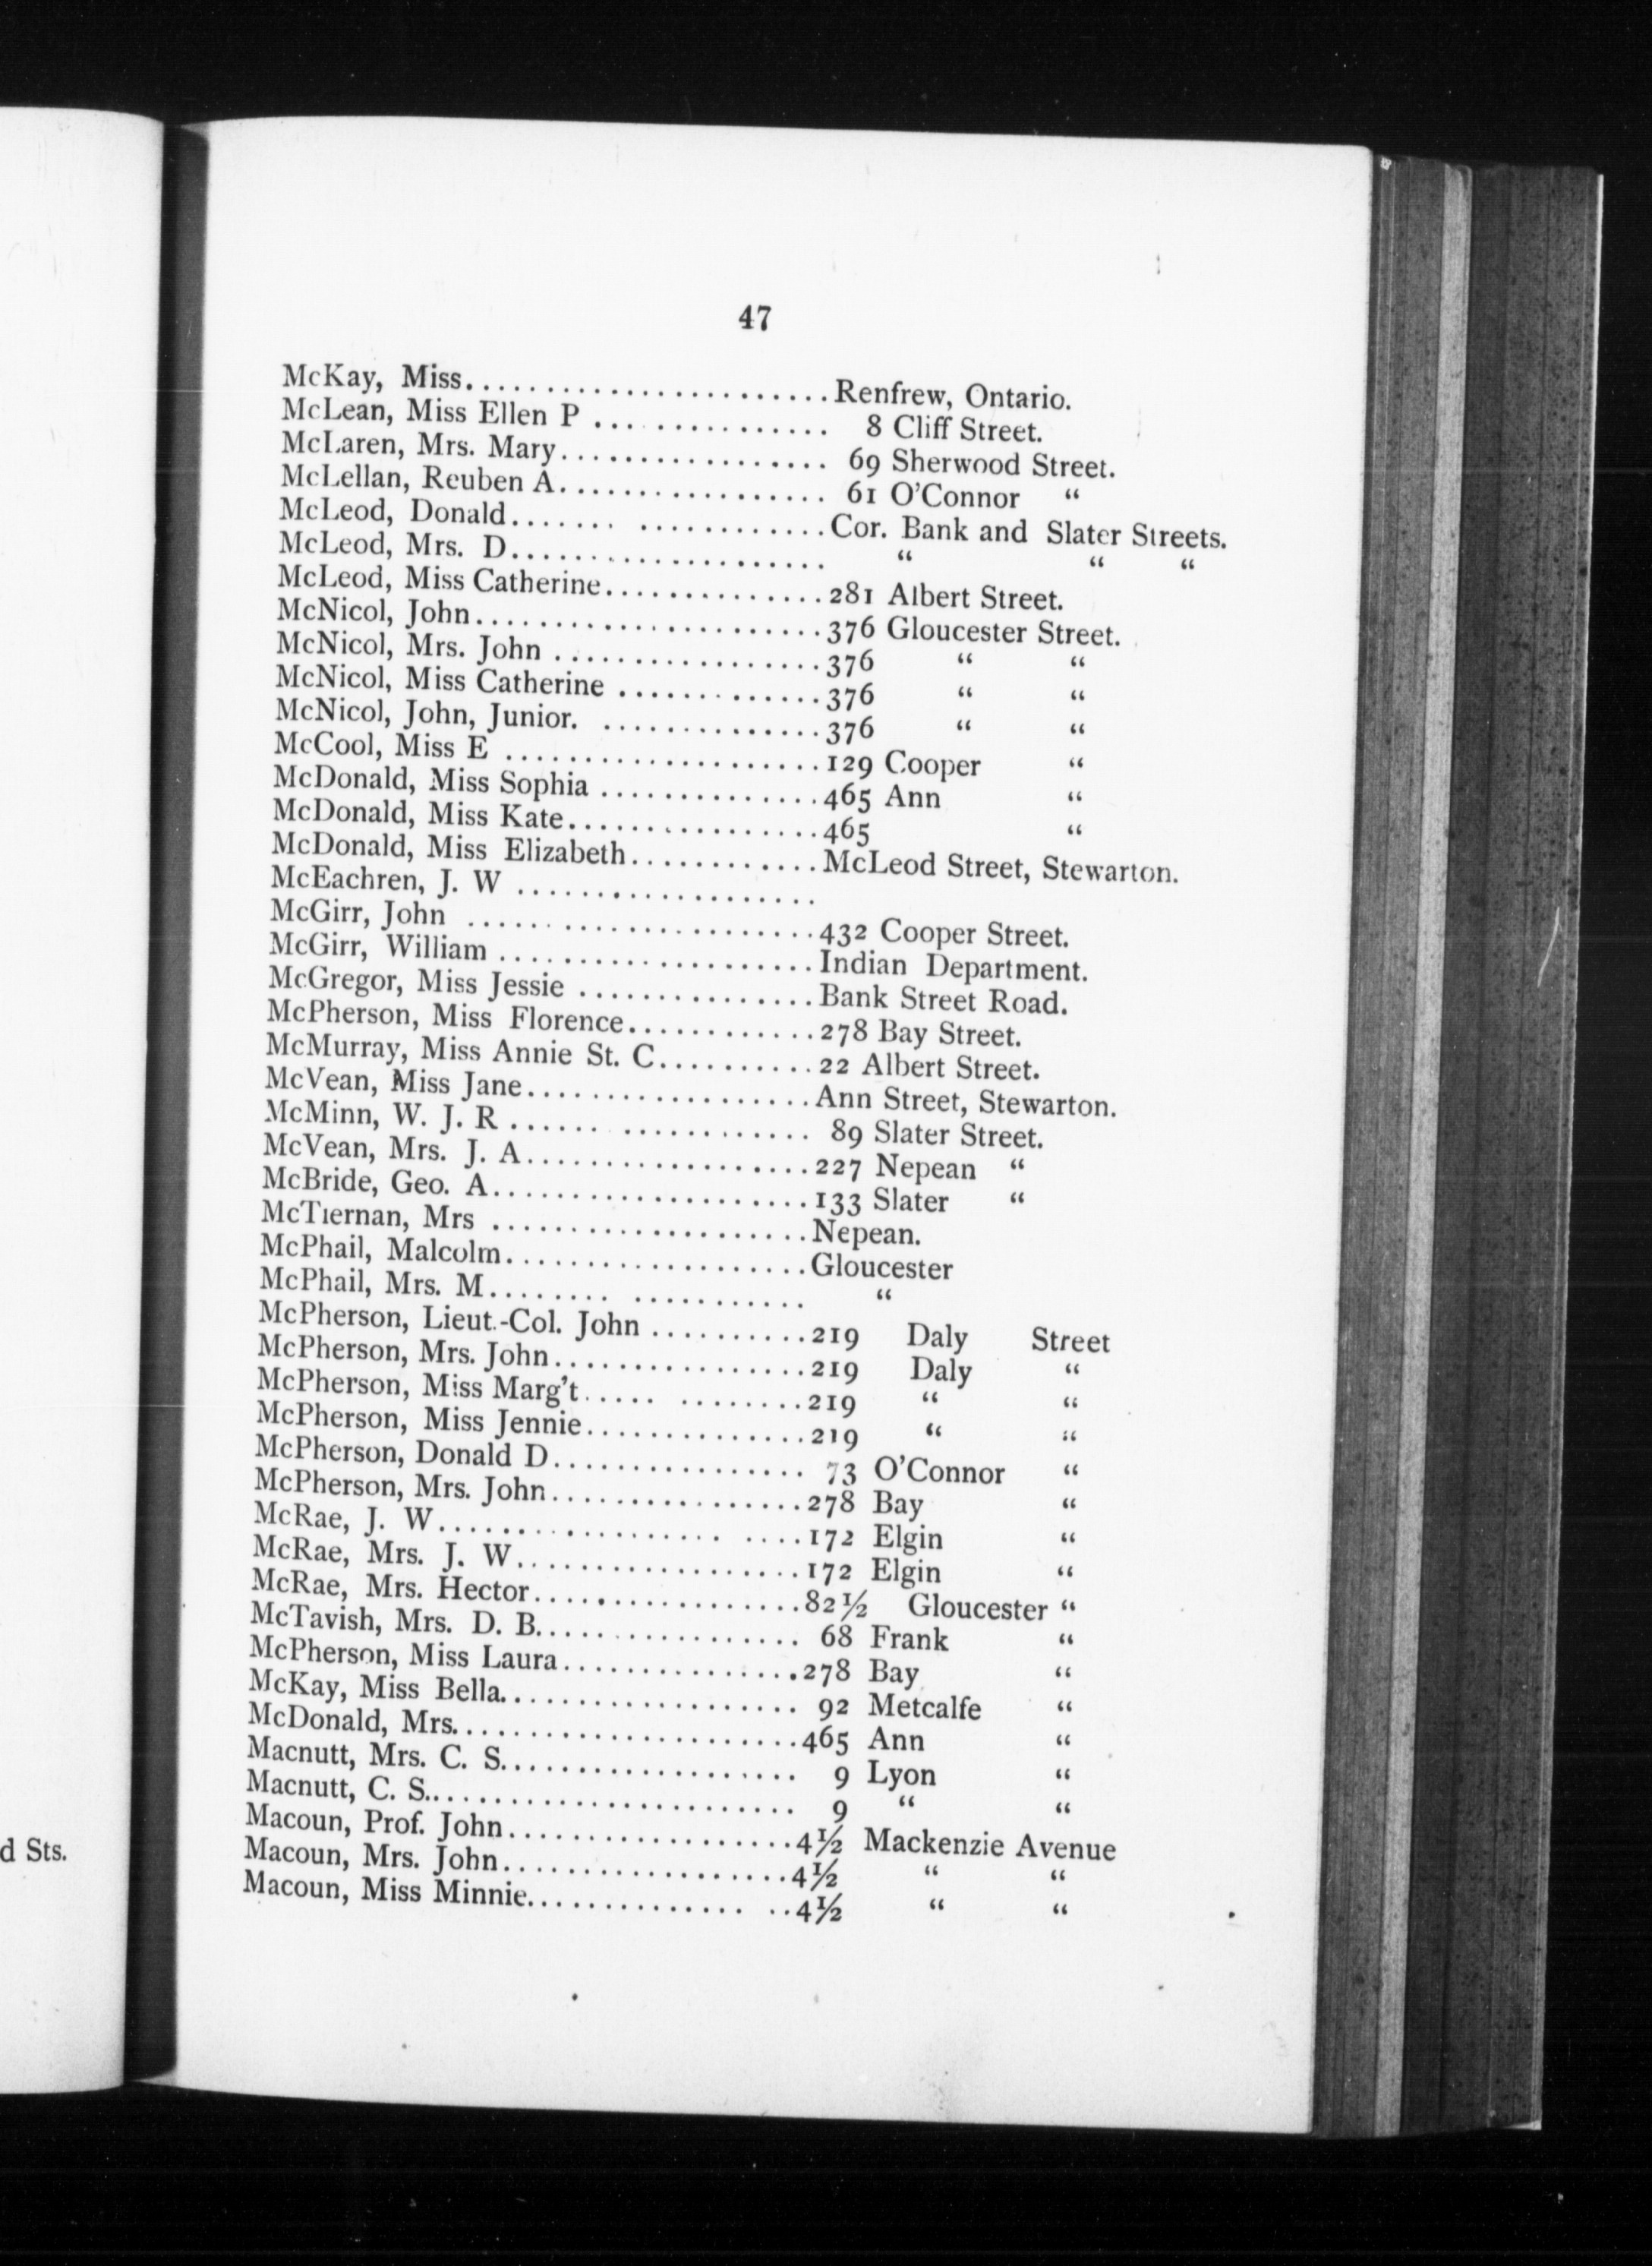 47
McKay, Miss.......................Renfrew, Ontario.
McLean, Miss Ellen P ............... 8 Cliff Street.
McLaren, Mrs. Mary................. 69 Sherwood Street.
McLellan, Reuben A................. 61 O'Connor “
McLeod, Donald....... ............Cor. Bank and Slater Streets.
McLeod, Mrs. D.................... “ “ “
McLeod, Miss Catherine..............281 Albert Street.
McNicol, John......................376 Gloucester Street.
McNicol, Mrs. John .................376 “ “
McNicol, Miss Catherine .............376 “ “
McNicol, John, Junior. ..............376 “ “
McCool, Miss E ....................129 Cooper “
McDonald, Miss Sophia ..............465 Ann “
McDonald, Miss Kate................465 “
McDonald, Miss Elizabeth............McLeod Street, Stewarton.
McEachren, J. W ...................
McGirr, John ......................432 Cooper Street.
McGirr, William ....................Indian Department.
McGregor, Miss Jessie ...............Bank Street Road.
McPherson, Miss Florence............278 Bay Street.
McMurray, Miss Annie St. C..........22 Albert Street.
McVean, Miss Jane..................Ann Street, Stewarton.
McMinn, W. J. R ...... ............ 89 Slater Street.
McVean, Mrs. J. A..................227 Nepean “
McBride, Geo. A....................133 Slater “
McTiernan, Mrs ....................Nepean.
McPhail, Malcolm...................Gloucester
McPhail, Mrs. M........ ........... “
McPherson, Lieut.-Col. John ..........219 Daly Street
McPherson, Mrs. John................219 Daly “
McPherson, Miss Marg't..... ........219 “ “
McPherson, Miss Jennie..............219 “ “
McPherson, Donald D................ 73 O'Connor “
McPherson, Mrs. John................278 Bay “
McRae, J. W.................. ....172 Elgin “
McRae, Mrs. J. W..................172 Elgin “
McRae, Mrs. Hector.................82½ Gloucester “
McTavish, Mrs. D. B................. 68 Frank “
McPherson, Miss Laura...............278 Bay “
McKay, Miss Bella................... 92 Metcalfe “
McDonald, Mrs......................465 Ann “
Macnutt, Mrs. C. S................... 9 Lyon “
Macnutt, C. S........................ 9 “ “
Macoun, Prof. John..................4½ Mackenzie Avenue
Macoun, Mrs. John..................4½ “ “
Macoun, Miss Minnie.............. ..4½ “ “
d Sts.